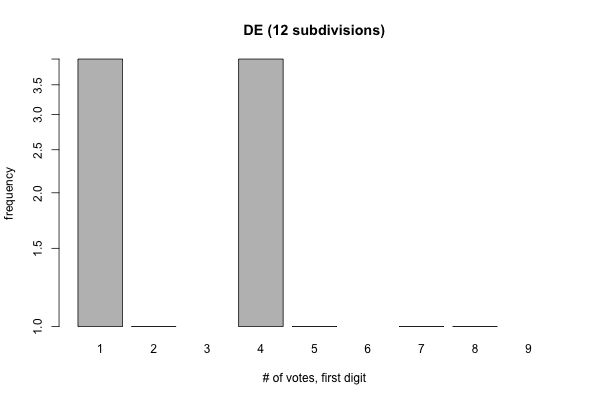 DE (12 subdivisions)
frequency
3.5
3.0
2.5
2.0
1.5
1.0
1 2 3 4 5 6 7 8 9
# of votes, first digit